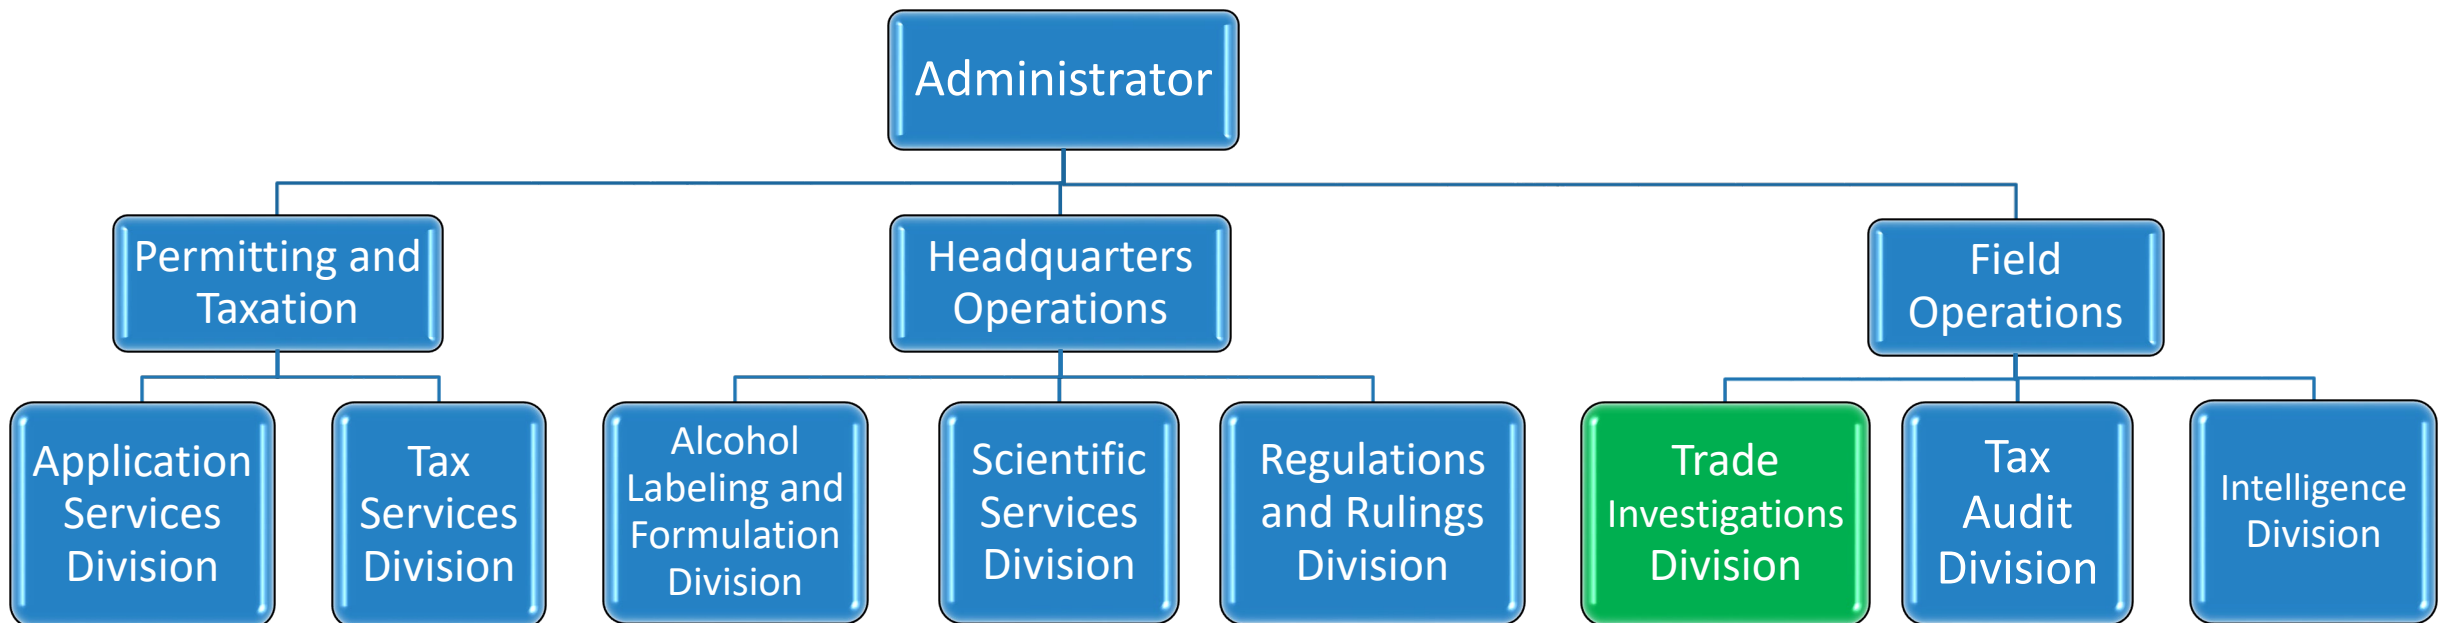 Administrator
Permitting and
Taxation
Headquarters
Operations
Field
Operations
Application
Services
Division
Tax
Services
Division
Alcohol
Labeling and
Formulation
Division
Scientific
Services
Division
Regulations
and Rulings
Division
Trade
Investigations
Division
Tax
Audit
Division
Intelligence
Division